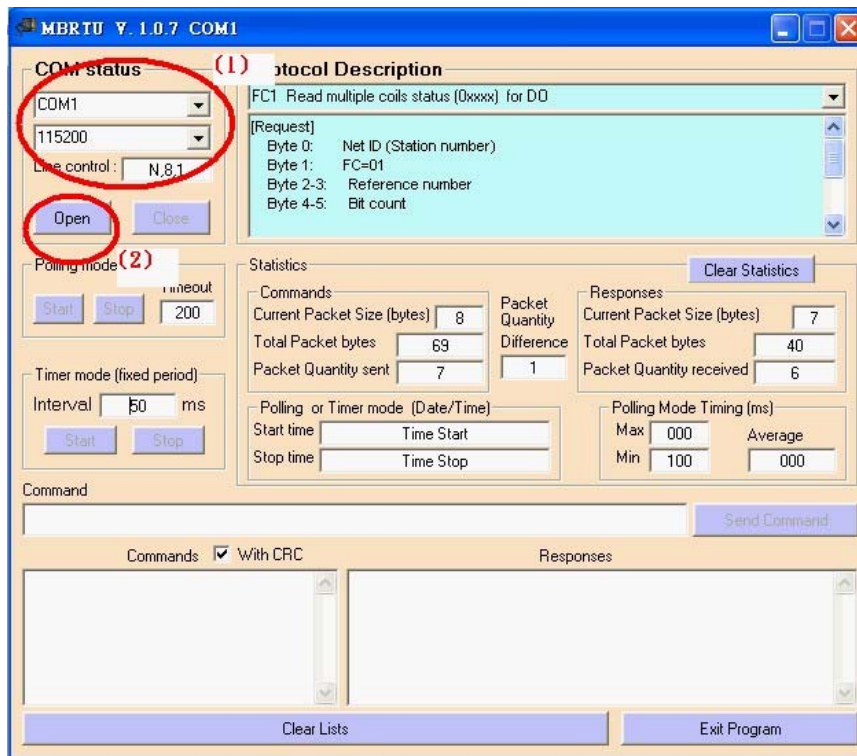 MBRTU V. 1.0.7 COM1
COM status
(1)
otocol Description
COM1
115200
Line control : N,8,1
Open
Close
FC1 Read multiple coils status (0xxxx) for DO
[Request]
Byte 0: Net ID (Station number)
Byte 1: FC=01
Byte 2-3: Reference number
Byte 4-5: Bit count
Polling mode
(2)
Timeout
Start
Stop
200
Statistics
Clear Statistics
Commands
Current Packet Size (bytes) 8
Total Packet bytes 69
Packet Quantity sent 7
Packet
Quantity
Difference
1
Responses
Current Packet Size (bytes) 7
Total Packet bytes 40
Packet Quantity received 6
Timer mode (fixed period)
Interval 50 ms
Start
Stop
Polling or Timer mode (Date/Time)
Start time Time Start
Stop time Time Stop
Polling Mode Timing (ms)
Max 000
Min 100
Average
000
Command
Send Command
Commands With CRC
Responses
Clear Lists
Exit Program